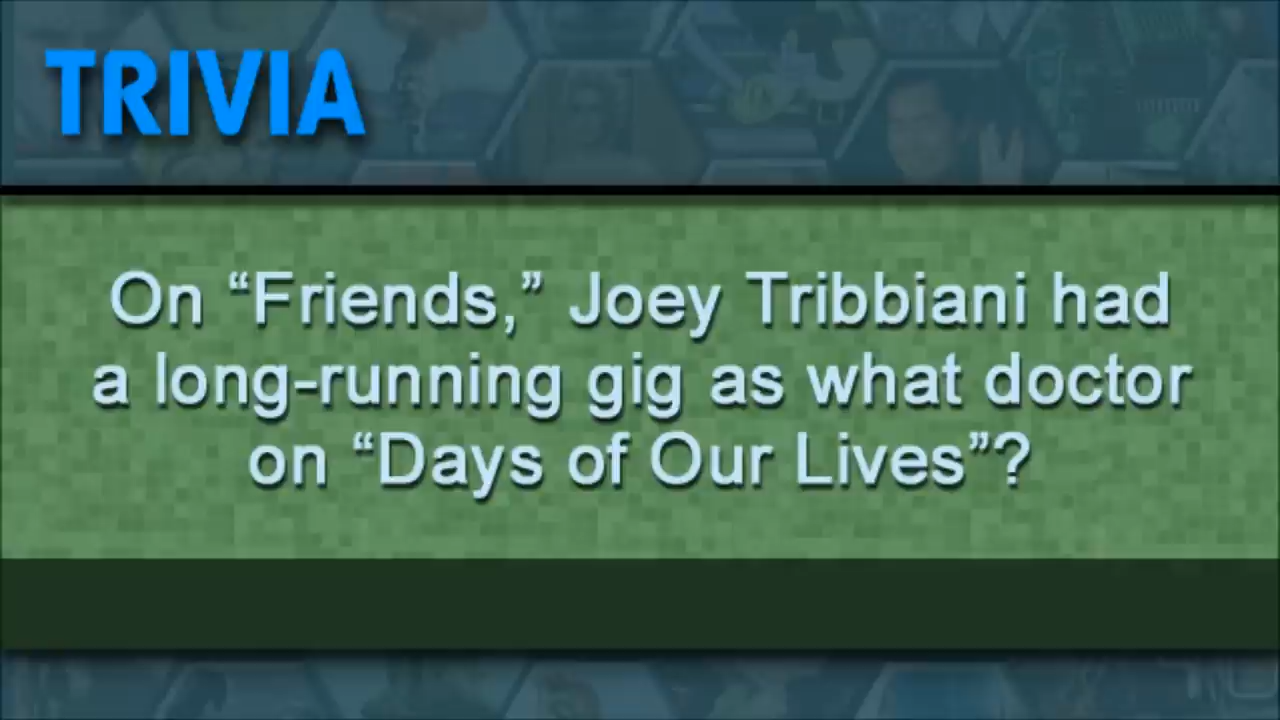 TRIVIA
On “Friends,” Joey Tribbiani had
a long-running gig as what doctor
on “Days of Our Lives”?